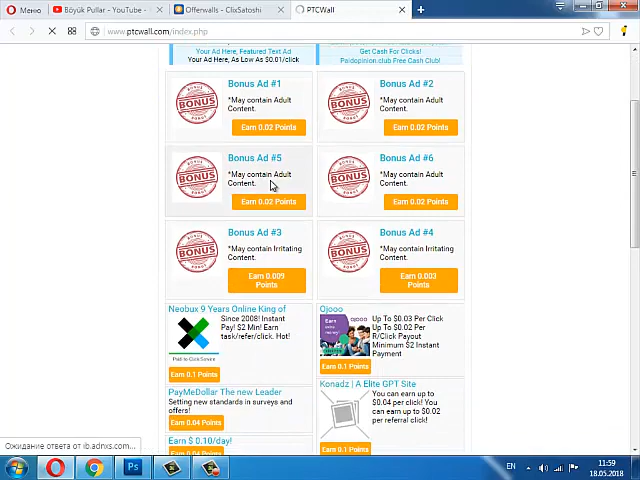 Меню
Böyük Pullar - YouTube -
Offerwalls - ClixSatoshi
PTCWall
www.ptcwall.com/index.php
Your Ad Here, Featured Text Ad
Your Ad Here, As Low As $0.01/click
Get Cash For Clicks!
Paidopinion.club Free Cash Club!
BONUS
Bonus Ad #1
*May contain Adult
Content.
Earn 0.02 Points
BONUS
Bonus Ad #2
*May contain Adult
Content.
Earn 0.02 Points
BONUS
Bonus Ad #5
*May contain Adult
Content.
Earn 0.02 Points
BONUS
Bonus Ad #6
*May contain Adult
Content.
Earn 0.02 Points
BONUS
Bonus Ad #3
*May contain Irritating
Content.
Earn 0.009
Points
BONUS
Bonus Ad #4
*May contain Irritating
Content.
Earn 0.003
Points
Neobux 9 Years Online King of
Since 2008! Instant
Pay! $2 Min! Earn
task/refer/click. Hot!
Earn 0.1 Points
Ojooo
Earn
extra
money!
Up To $0.03 Per Click
Up To $0.02 Per
R/Click Payout
Minimum $2 Instant
Payment
Earn 0.1 Points
PayMeDollar The new Leader
Setting new standards in surveys and
offers!
Earn 0.04 Points
Konadz | A Elite GPT Site
You can earn up to
$0.04 per click! You
can earn up to $0.02
per referral click!
Earn 0.1 Points
Earn $ 0.10/day!
Ожидание ответа от ib.adnxs.com...
EN
11:59
18.05.2018